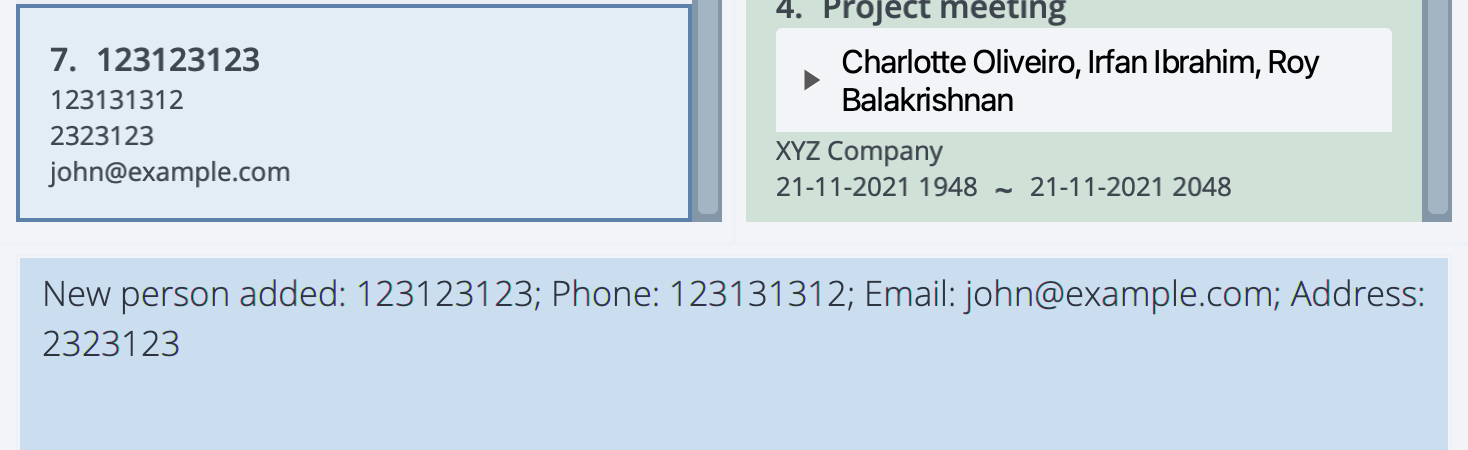 7. 123123123
123131312
2323123
john@example.com
4. Project meeting
Charlotte Oliveiro, Irfan Ibrahim, Roy
Balakrishnan
XYZ Company
21-11-2021 1948 ~ 21-11-2021 2048
New person added: 123123123; Phone: 123131312; Email: john@example.com; Address:
2323123